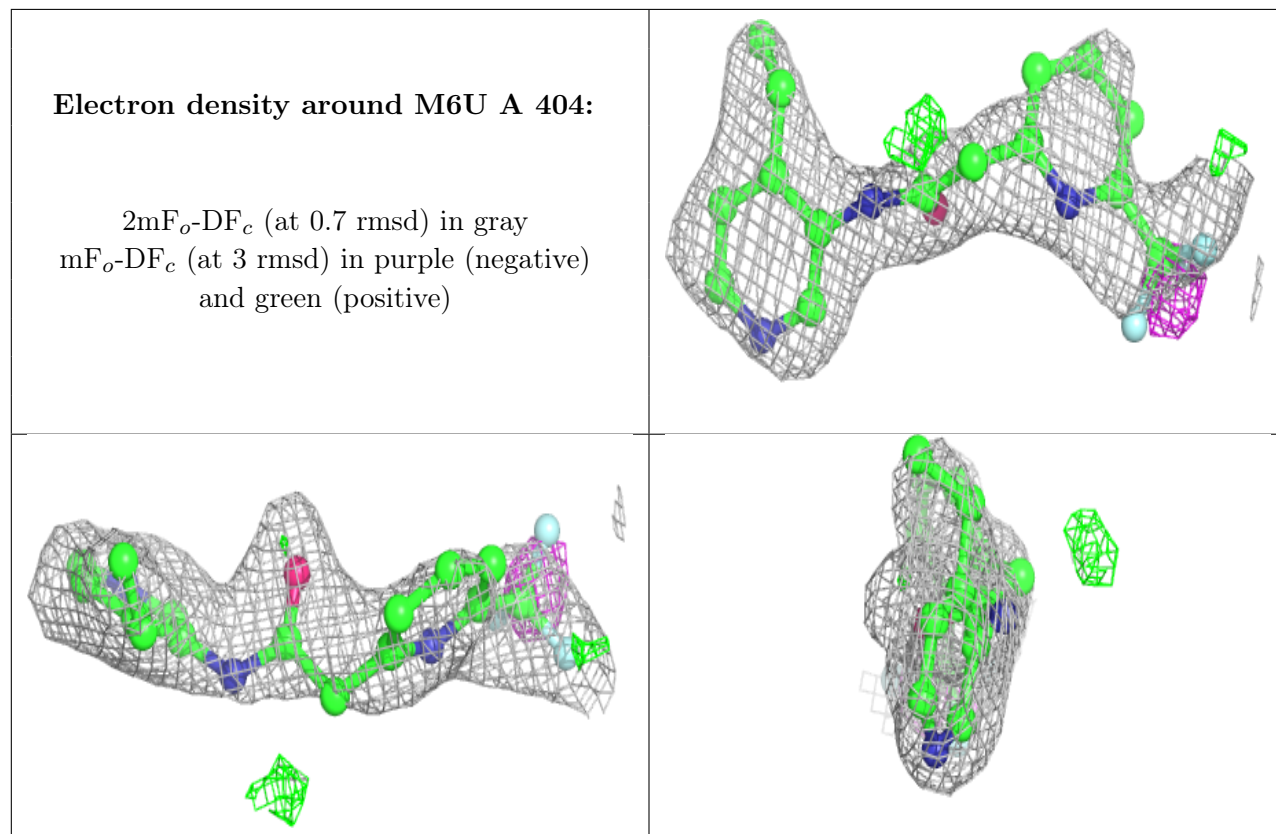 Electron density around M6U A 404:
2mFₒ-DF𝒸 (at 0.7 rmsd) in gray
mFₒ-DF𝒸 (at 3 rmsd) in purple (negative)
and green (positive)